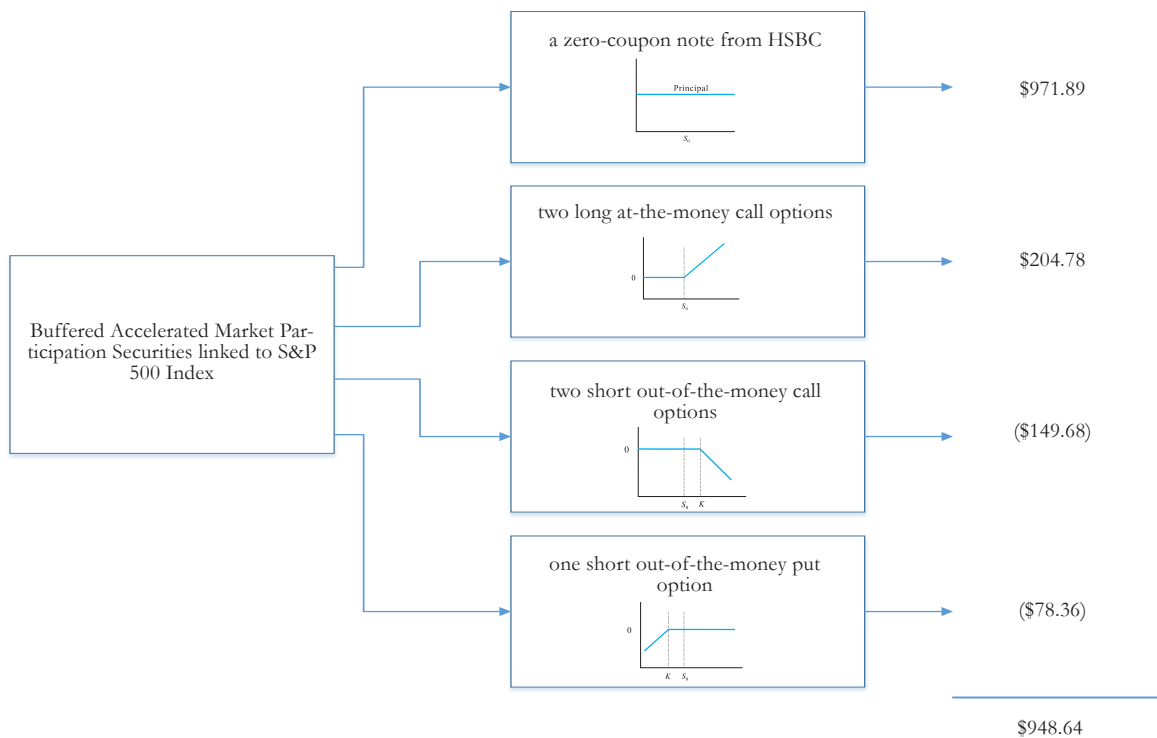 a zero-coupon note from HSBC
Principal
S₀
$971.89
two long at-the-money call options
0
S₀
$204.78
Buffered Accelerated Market Par-
ticipation Securities linked to S&P
500 Index
two short out-of-the-money call
options
0
S₀ K
($149.68)
one short out-of-the-money put
option
0
K S₀
($78.36)
$948.64